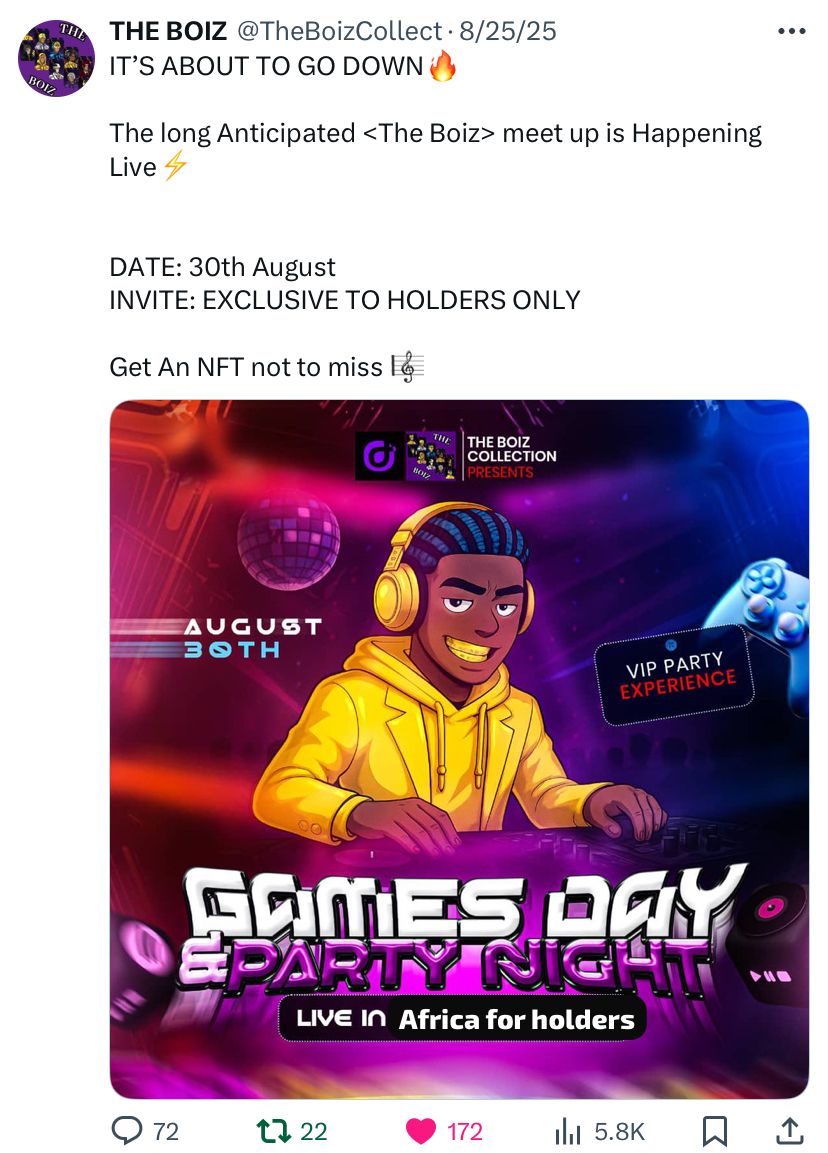 THE
BOIZ
THE BOIZ @TheBoizCollect · 8/25/25
IT’S ABOUT TO GO DOWN🔥
The long Anticipated <The Boiz> meet up is Happening
Live⚡
DATE: 30th August
INVITE: EXCLUSIVE TO HOLDERS ONLY
Get An NFT not to miss 🎼
THE
BOIZ
THE BOIZ
COLLECTION
PRESENTS
AUGUST
30TH
VIP PARTY
EXPERIENCE
GAMES DAY
&PARTY NIGHT
LIVE IN Africa for holders
72 22 172 5.8K